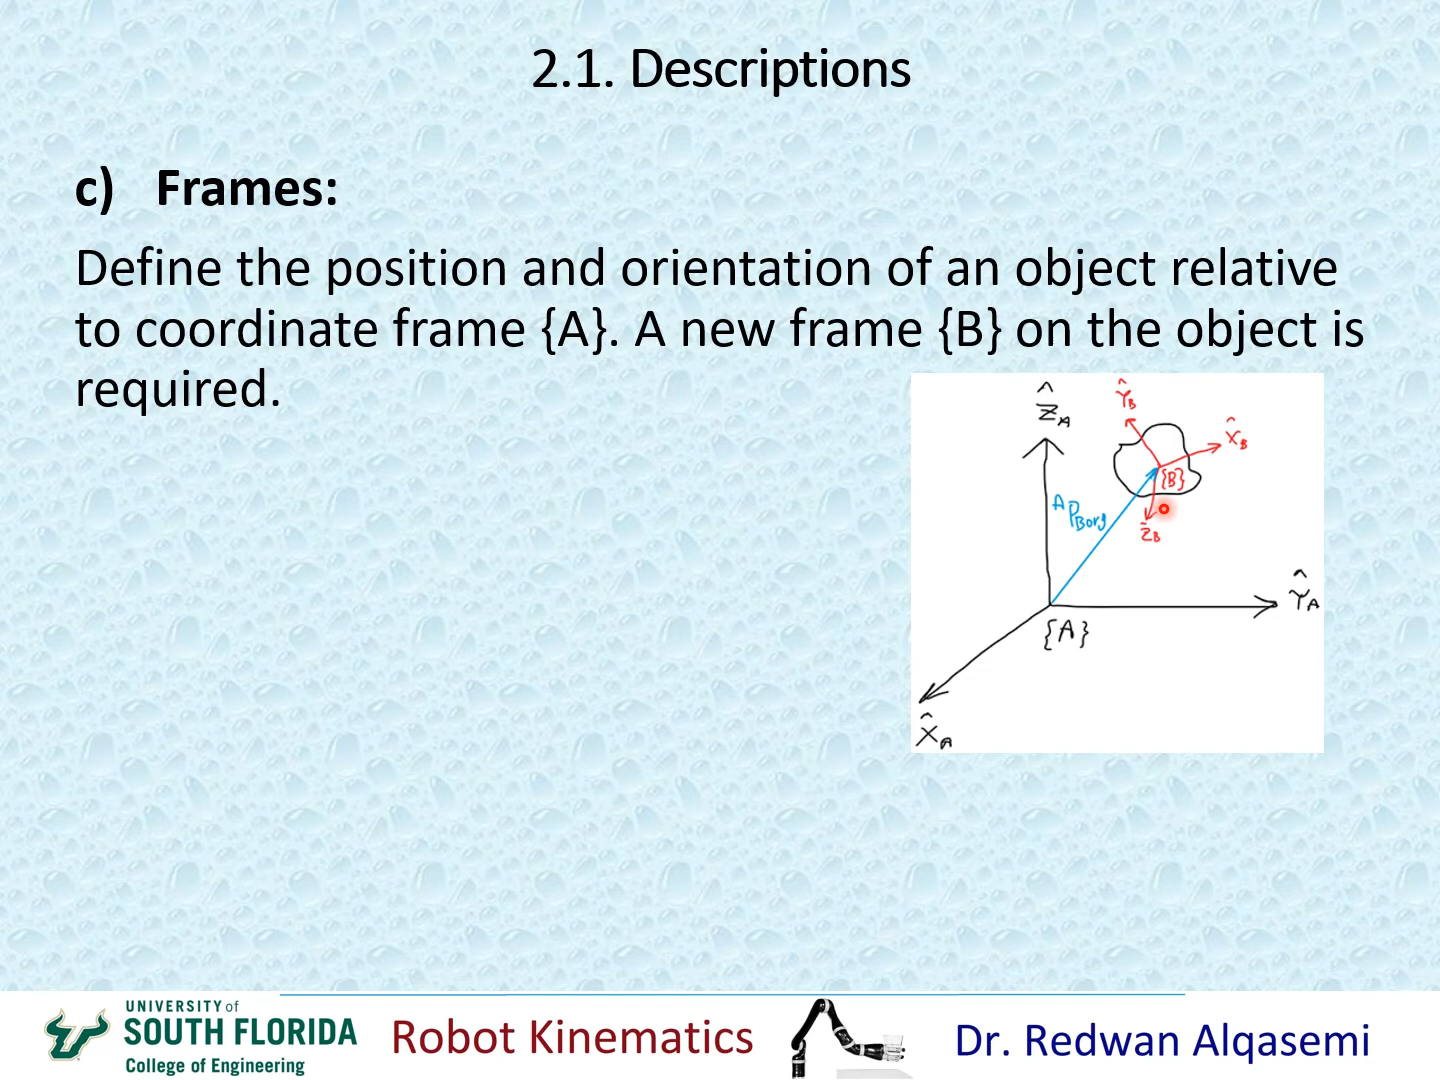 2.1. Descriptions
c) Frames:
Define the position and orientation of an object relative
to coordinate frame {A}. A new frame {B} on the object is
required.
Ẑ_A
Ŷ_B
X̂_B
{B}
^A P_Borg
Ẑ_B
Ŷ_A
{A}
X̂_A
UNIVERSITY of
SOUTH FLORIDA
College of Engineering
Robot Kinematics
Dr. Redwan Alqasemi